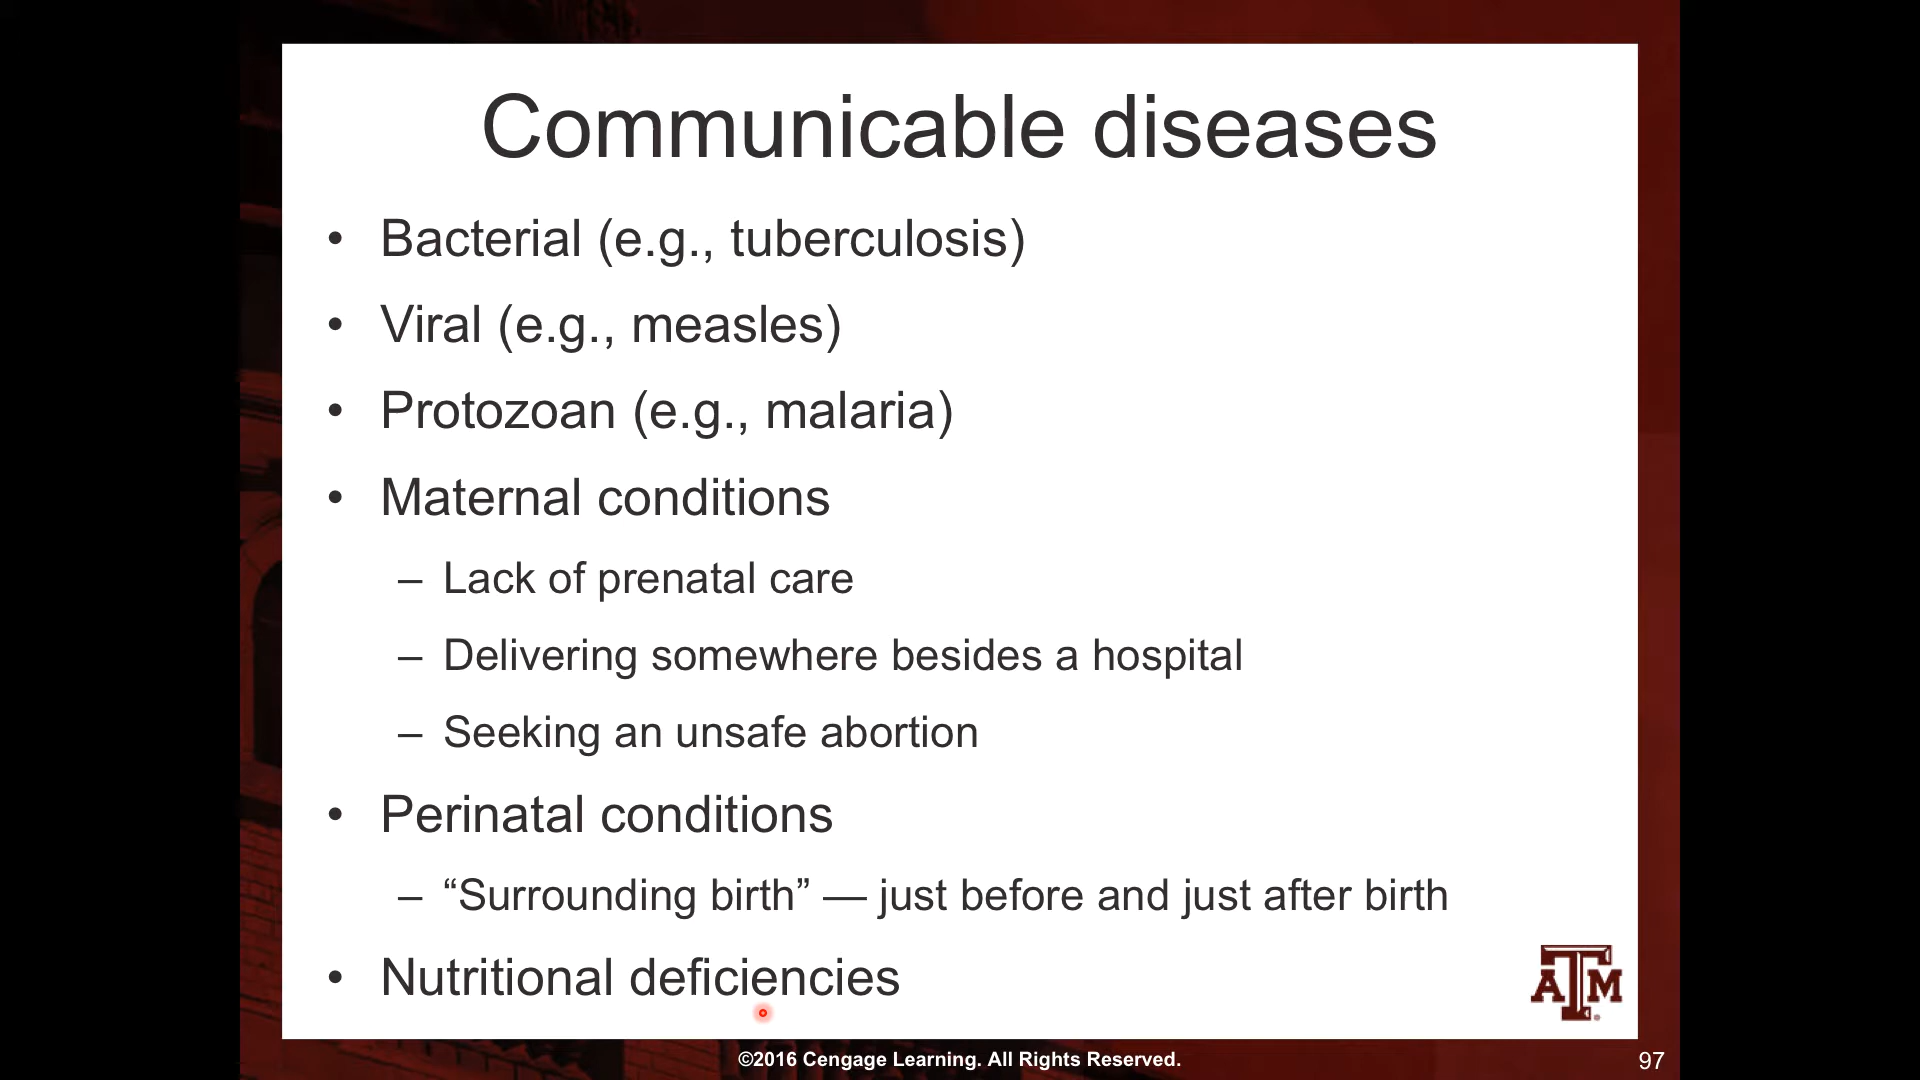 Communicable diseases
• Bacterial (e.g., tuberculosis)
• Viral (e.g., measles)
• Protozoan (e.g., malaria)
• Maternal conditions
– Lack of prenatal care
– Delivering somewhere besides a hospital
– Seeking an unsafe abortion
• Perinatal conditions
– “Surrounding birth” — just before and just after birth
• Nutritional deficiencies
ATM
©2016 Cengage Learning. All Rights Reserved.
97